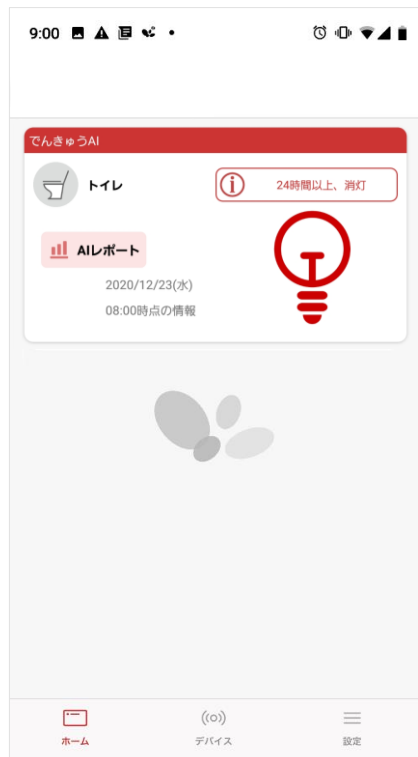 9:00
でんきゅうAI
トイレ
24時間以上、消灯
AIレポート
2020/12/23(水)
08:00時点の情報
ホーム
デバイス
設定